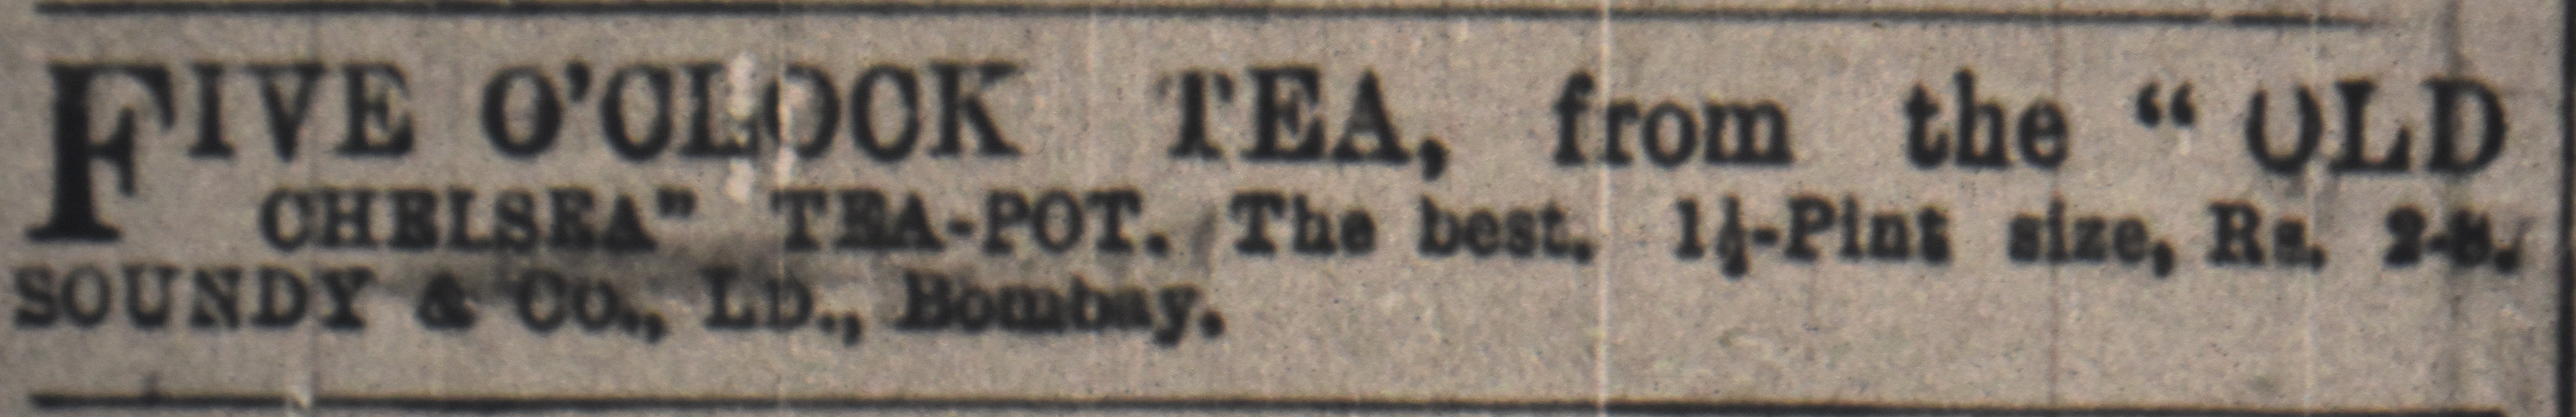 FIVE O'CLOCK TEA, from the “OLD
CHELSEA” TEA-POT. The best. 1½-Pint size, Rs. 2-8.
SOUNDY & Co., LD., Bombay.